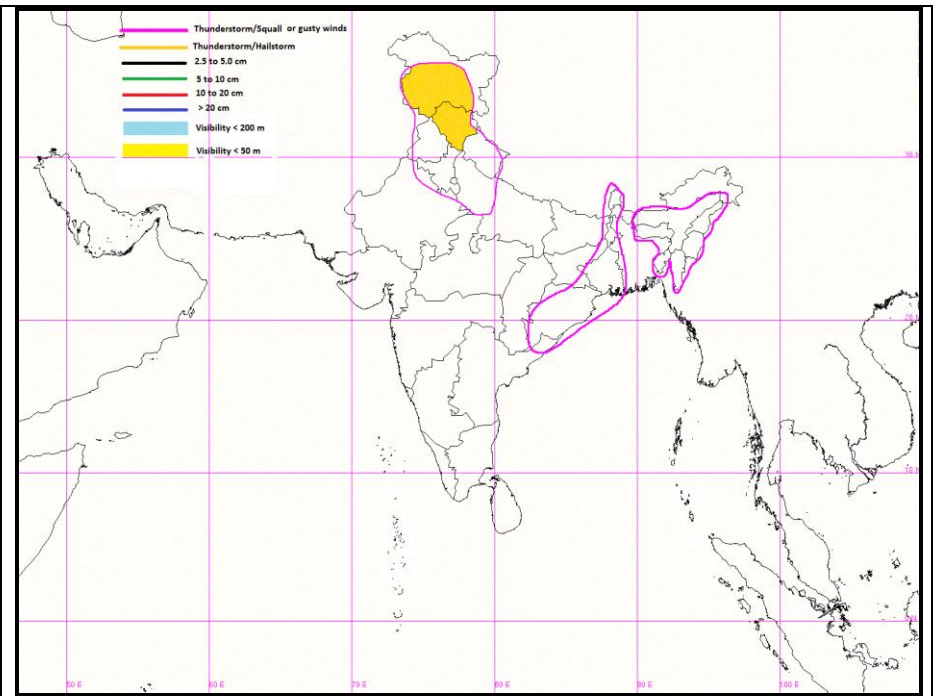 Thunderstorm/Squall or gusty winds
Thunderstorm/Hailstorm
2.5 to 5.0 cm
5 to 10 cm
10 to 20 cm
> 20 cm
Visibility < 200 m
Visibility < 50 m
30 N
20 N
10 N
50 E
60 E
70 E
80 E
90 E
100 E